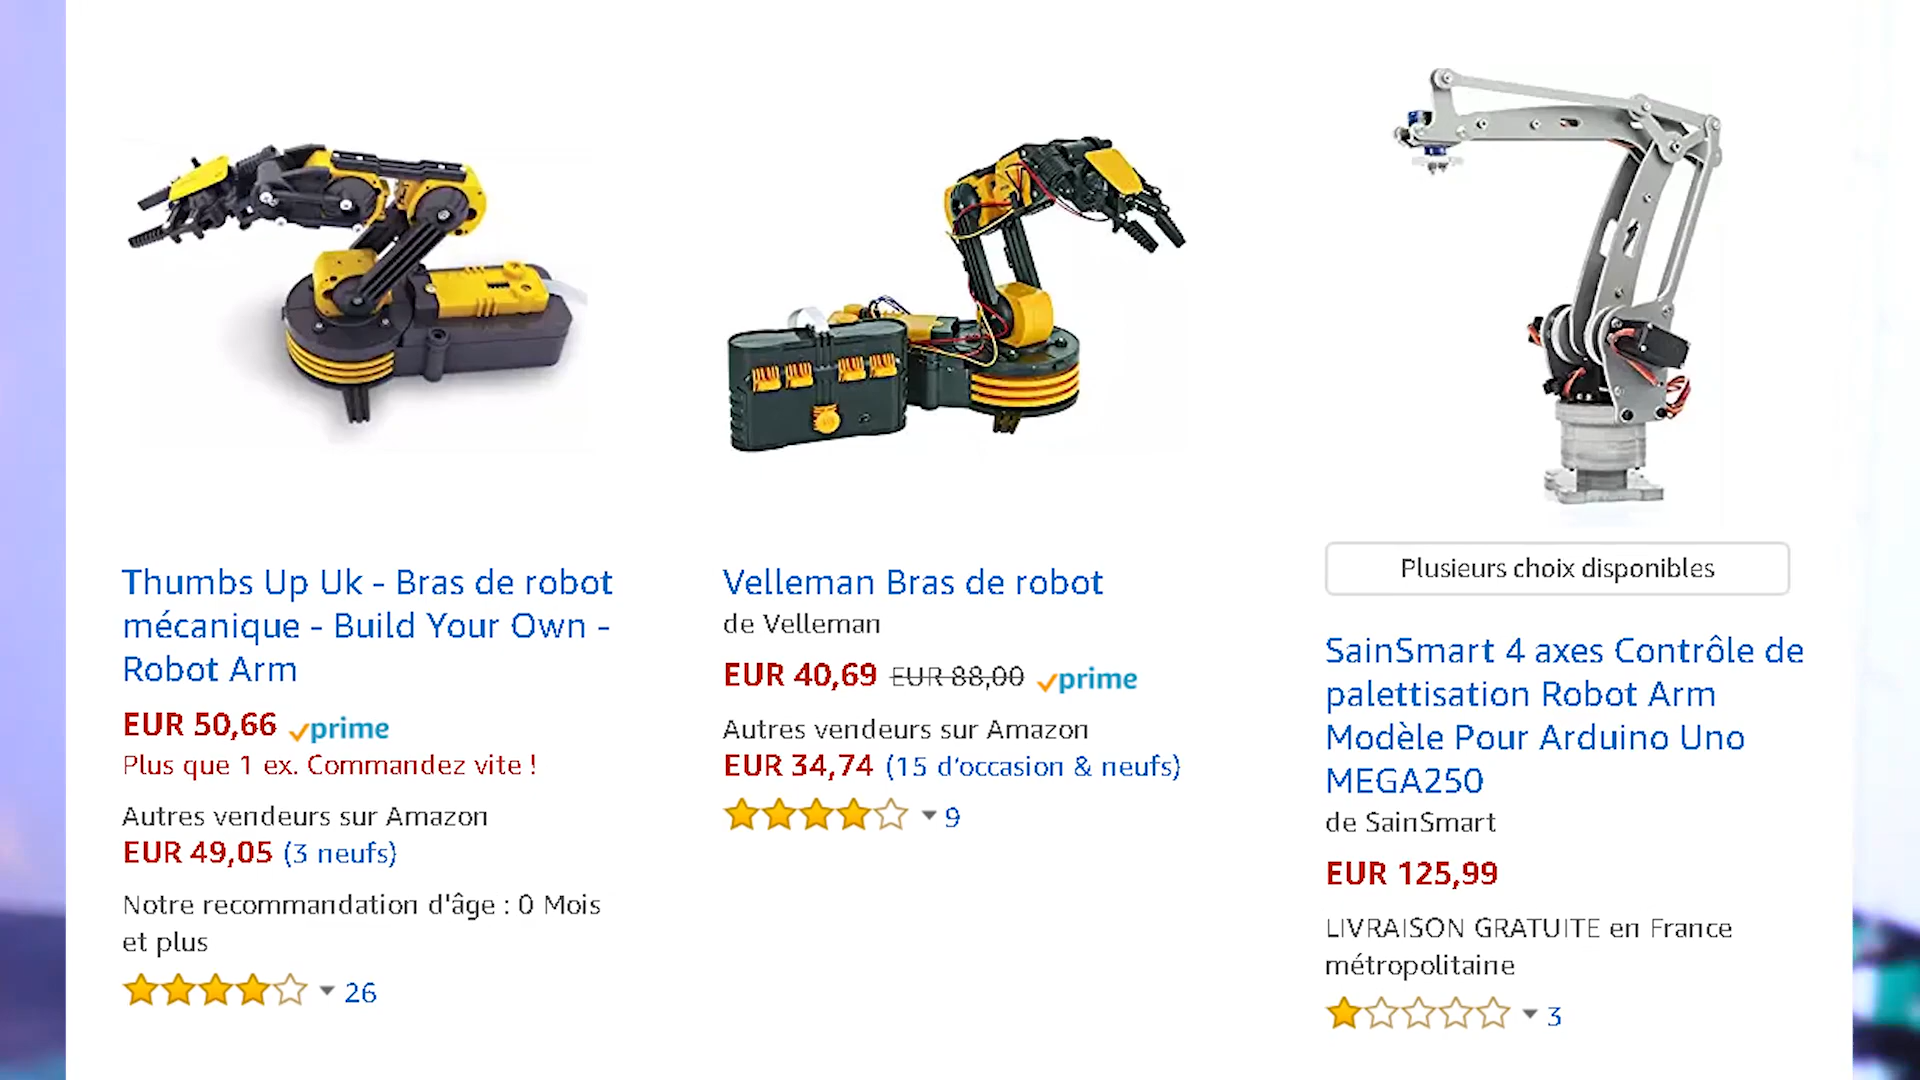 Thumbs Up Uk - Bras de robot
mécanique - Build Your Own -
Robot Arm
EUR 50,66 prime
Plus que 1 ex. Commandez vite !
Autres vendeurs sur Amazon
EUR 49,05 (3 neufs)
Notre recommandation d'âge : 0 Mois
et plus
26
Velleman Bras de robot
de Velleman
EUR 40,69 EUR 88,00 prime
Autres vendeurs sur Amazon
EUR 34,74 (15 d'occasion & neufs)
9
Plusieurs choix disponibles
SainSmart 4 axes Contrôle de
palettisation Robot Arm
Modèle Pour Arduino Uno
MEGA250
de SainSmart
EUR 125,99
LIVRAISON GRATUITE en France
métropolitaine
3